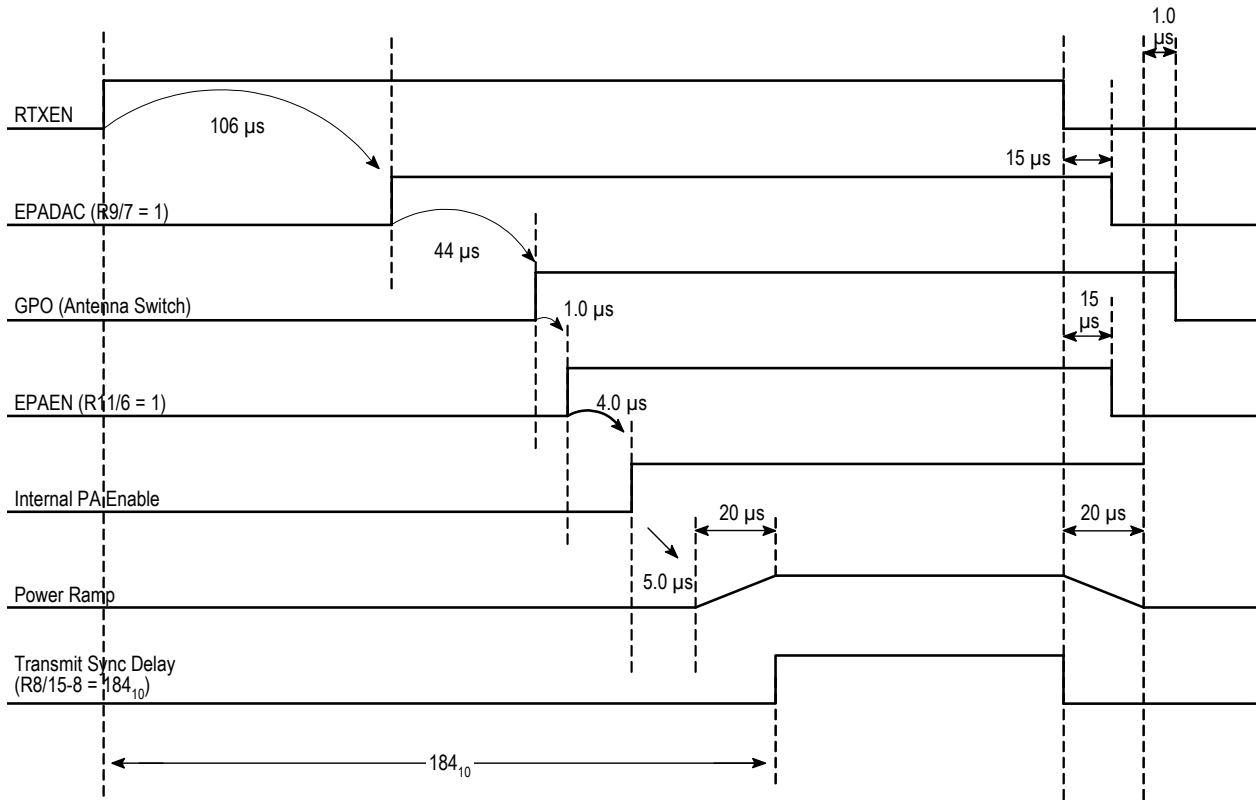 1.0
µs
RTXEN
106 µs
15 µs
EPADAC (R9/7 = 1)
44 µs
GPO (Antenna Switch)
1.0 µs
15
µs
EPAEN (R11/6 = 1)
4.0 µs
Internal PA Enable
20 µs
20 µs
5.0 µs
Power Ramp
Transmit Sync Delay
(R8/15-8 = 184₁₀)
184₁₀